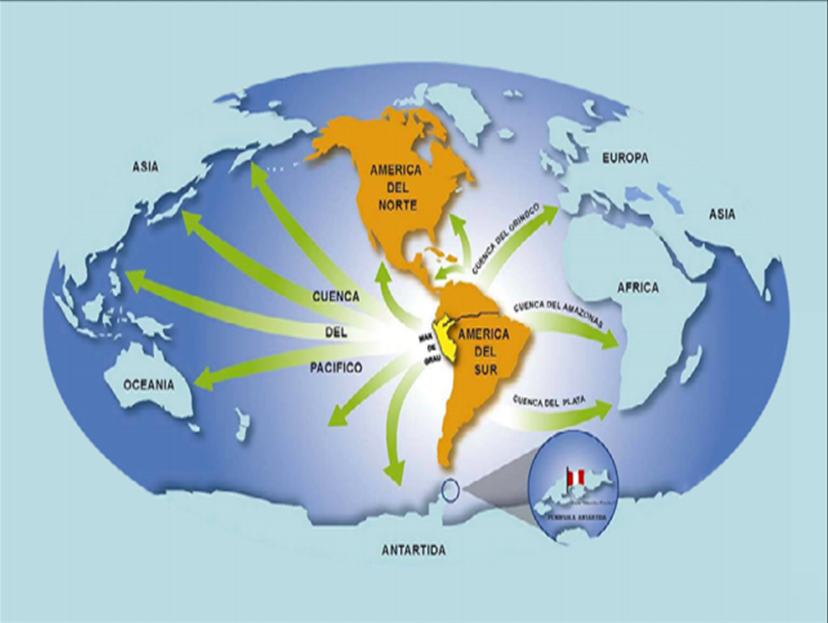 ASIA
AMERICA
DEL
NORTE
EUROPA
ASIA
CUENCA DEL ORINOCO
AFRICA
CUENCA
DEL
PACIFICO
CUENCA DEL AMAZONAS
MAR
DE
GRAU
AMERICA
DEL
SUR
OCEANIA
CUENCA DEL PLATA
PENINSULA ANTARTIDA
ANTARTIDA